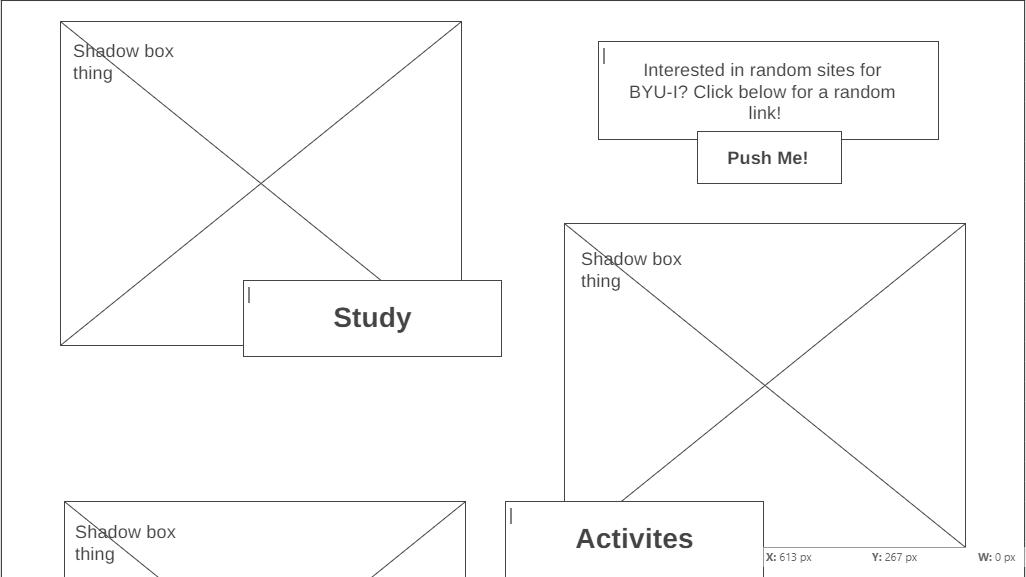 Shadow box
thing
Interested in random sites for
BYU-I? Click below for a random
link!
Push Me!
Shadow box
thing
Study
Shadow box
thing
Activites
X: 613 px Y: 267 px W: 0 px